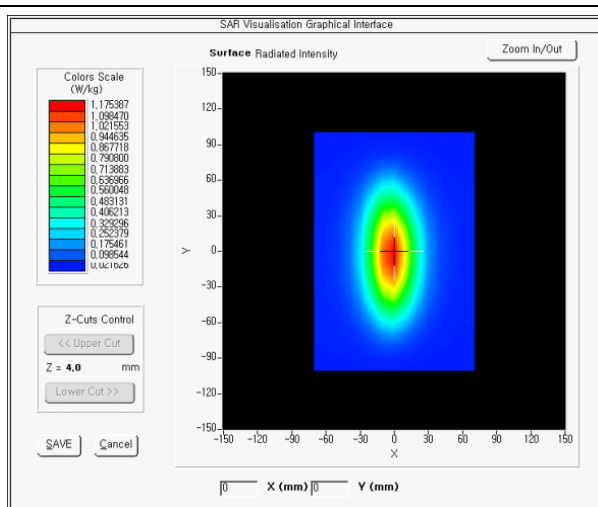 SAR Visualisation Graphical Interface
Surface Radiated Intensity
Zoom In/Out
Colors Scale
(W/kg)
1.175387
1.098470
1.021553
0.944635
0.867718
0.790800
0.713883
0.636966
0.560048
0.483131
0.406213
0.329296
0.252379
0.175461
0.098544
0.021626
150
120
90
60
30
0
-30
-60
-90
-120
-150
Y
-150 -120 -90 -60 -30 0 30 60 90 120 150
X
Z-Cuts Control
<< Upper Cut
Z = 4.0 mm
Lower Cut >>
SAVE Cancel
0 X (mm) 0 Y (mm)